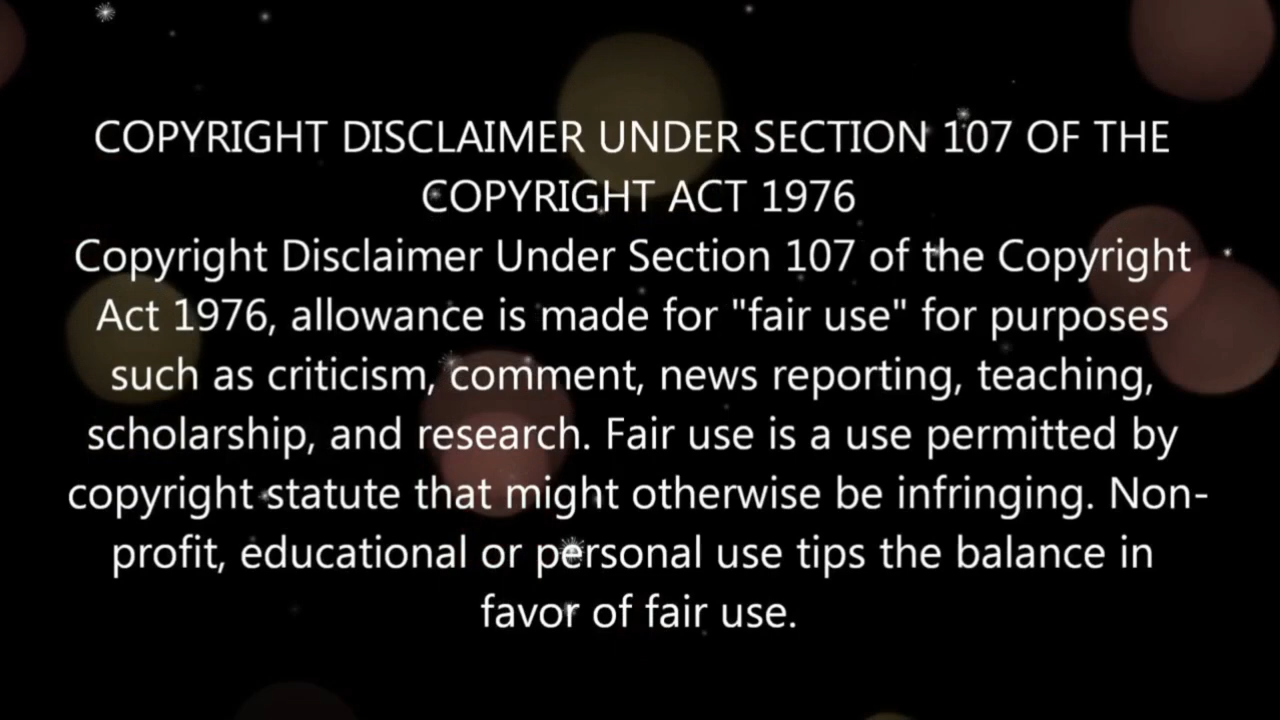 COPYRIGHT DISCLAIMER UNDER SECTION 107 OF THE
COPYRIGHT ACT 1976
Copyright Disclaimer Under Section 107 of the Copyright
Act 1976, allowance is made for "fair use" for purposes
such as criticism, comment, news reporting, teaching,
scholarship, and research. Fair use is a use permitted by
copyright statute that might otherwise be infringing. Non-
profit, educational or personal use tips the balance in
favor of fair use.